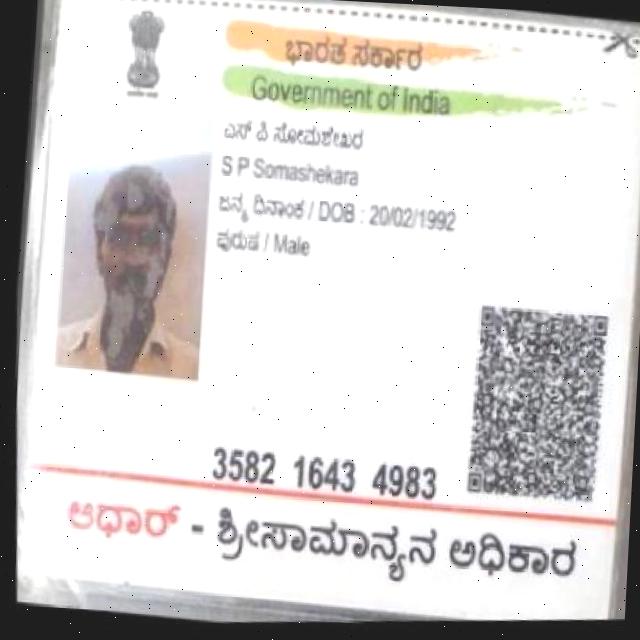 ಭಾರತ ಸರ್ಕಾರ
Government of India
ಎಸ್ ಪಿ ಸೋಮಶೇಖರ
S P Somashekara
ಜನ್ಮ ದಿನಾಂಕ / DOB : 20/02/1992
ಪುರುಷ / Male
3582 1643 4983
ಆಧಾರ್ - ಶ್ರೀಸಾಮಾನ್ಯನ ಅಧಿಕಾರ